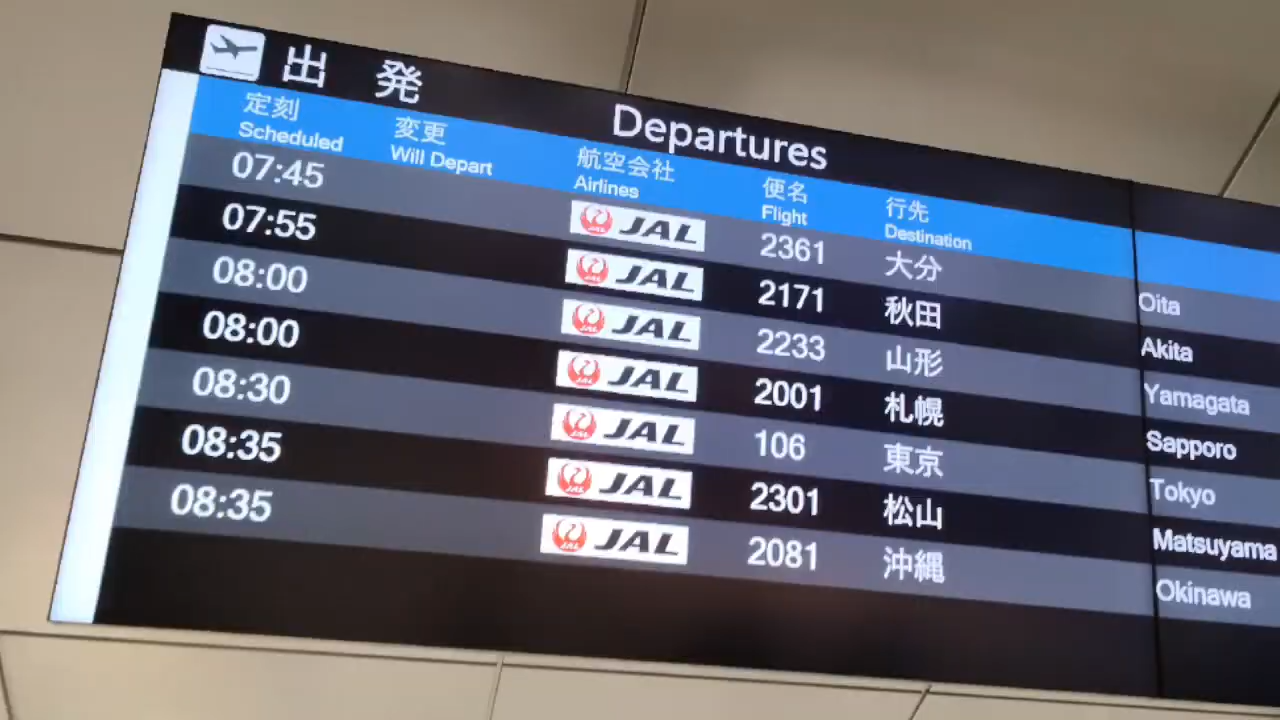 出 発 Departures
定刻 変更 航空会社 便名 行先
Scheduled Will Depart Airlines Flight Destination
07:45 JAL 2361 大分 Oita
07:55 JAL 2171 秋田 Akita
08:00 JAL 2233 山形 Yamagata
08:00 JAL 2001 札幌 Sapporo
08:30 JAL 106 東京 Tokyo
08:35 JAL 2301 松山 Matsuyama
08:35 JAL 2081 沖縄 Okinawa